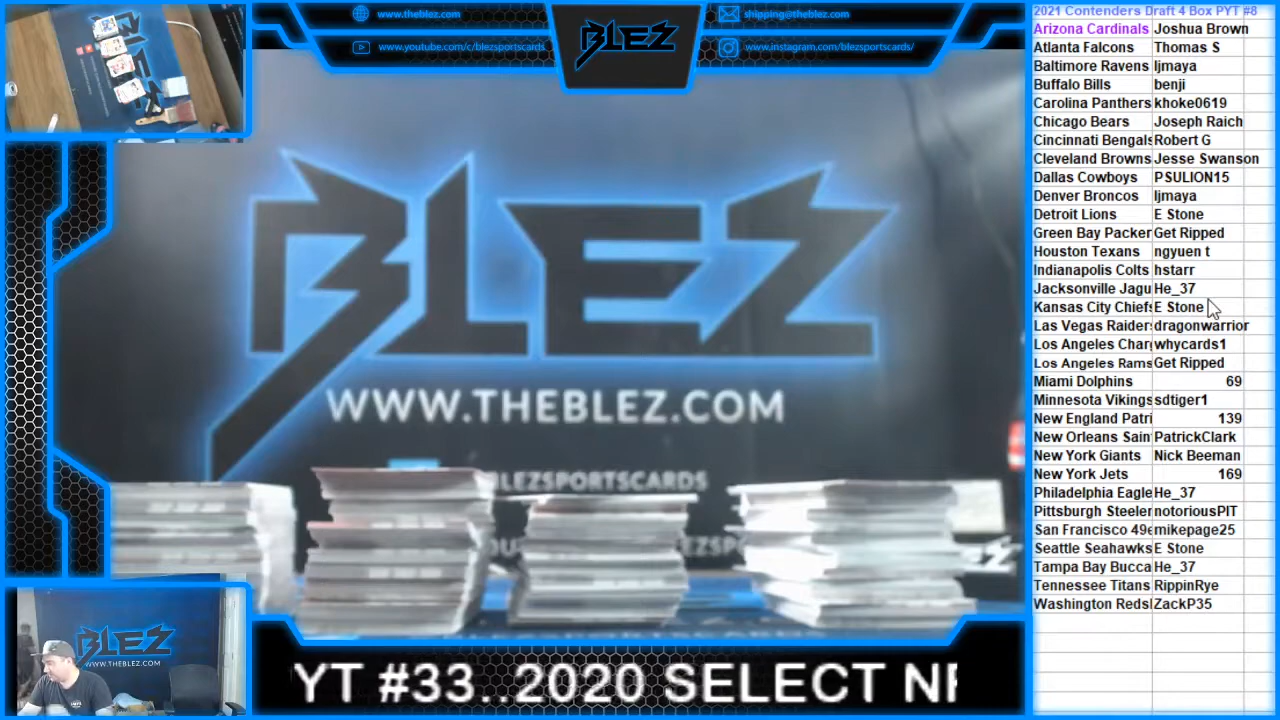 www.theblez.com
shipping@theblez.com
www.youtube.com/c/blezsportscards
www.instagram.com/blezsportscards/
BLEZ
BLEZ
WWW.THEBLEZ.COM
BLEZSPORTSCARDS
BLEZ
WWW.THEBLEZ.COM
YT #33..2020 SELECT NF
2021 Contenders Draft 4 Box PYT #8
Arizona Cardinals Joshua Brown
Atlanta Falcons Thomas S
Baltimore Ravens ljmaya
Buffalo Bills benji
Carolina Panthers khoke0619
Chicago Bears Joseph Raich
Cincinnati Bengals Robert G
Cleveland Browns Jesse Swanson
Dallas Cowboys PSULION15
Denver Broncos ljmaya
Detroit Lions E Stone
Green Bay Packer Get Ripped
Houston Texans ngyuen t
Indianapolis Colts hstarr
Jacksonville Jagu He_37
Kansas City Chiefs E Stone
Las Vegas Raiders dragonwarrior
Los Angeles Charg whycards1
Los Angeles Rams Get Ripped
Miami Dolphins 69
Minnesota Vikings sdtiger1
New England Patri 139
New Orleans Sain PatrickClark
New York Giants Nick Beeman
New York Jets 169
Philadelphia Eagle He_37
Pittsburgh Steeler notoriousPIT
San Francisco 49e mikepage25
Seattle Seahawks E Stone
Tampa Bay Bucca He_37
Tennessee Titans RippinRye
Washington Reds ZackP35